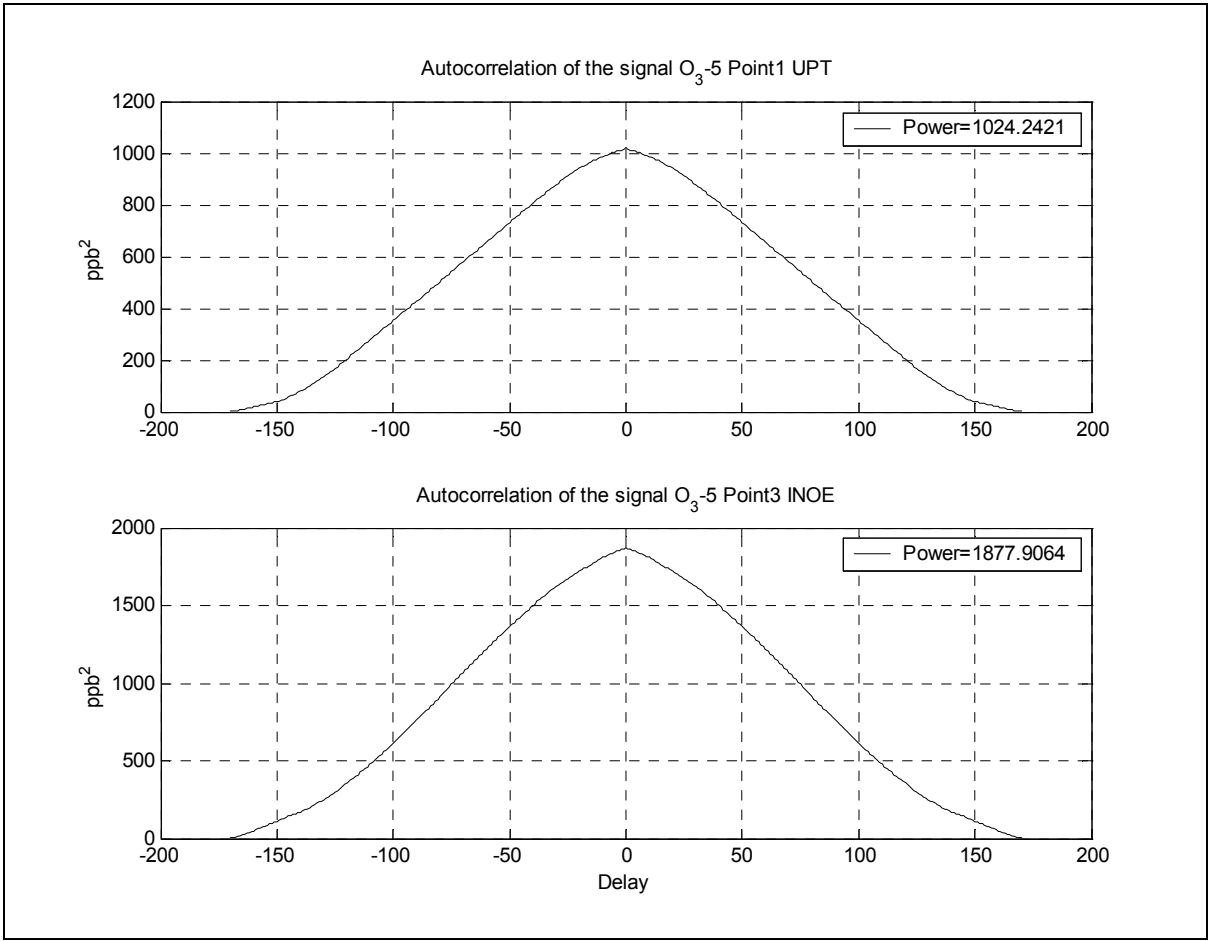 Autocorrelation of the signal O3-5 Point1 UPT
1200
1000
800
600
400
200
0
ppb2
Power=1024.2421
-200 -150 -100 -50 0 50 100 150 200
Autocorrelation of the signal O3-5 Point3 INOE
2000
1500
1000
500
0
ppb2
Power=1877.9064
-200 -150 -100 -50 0 50 100 150 200
Delay